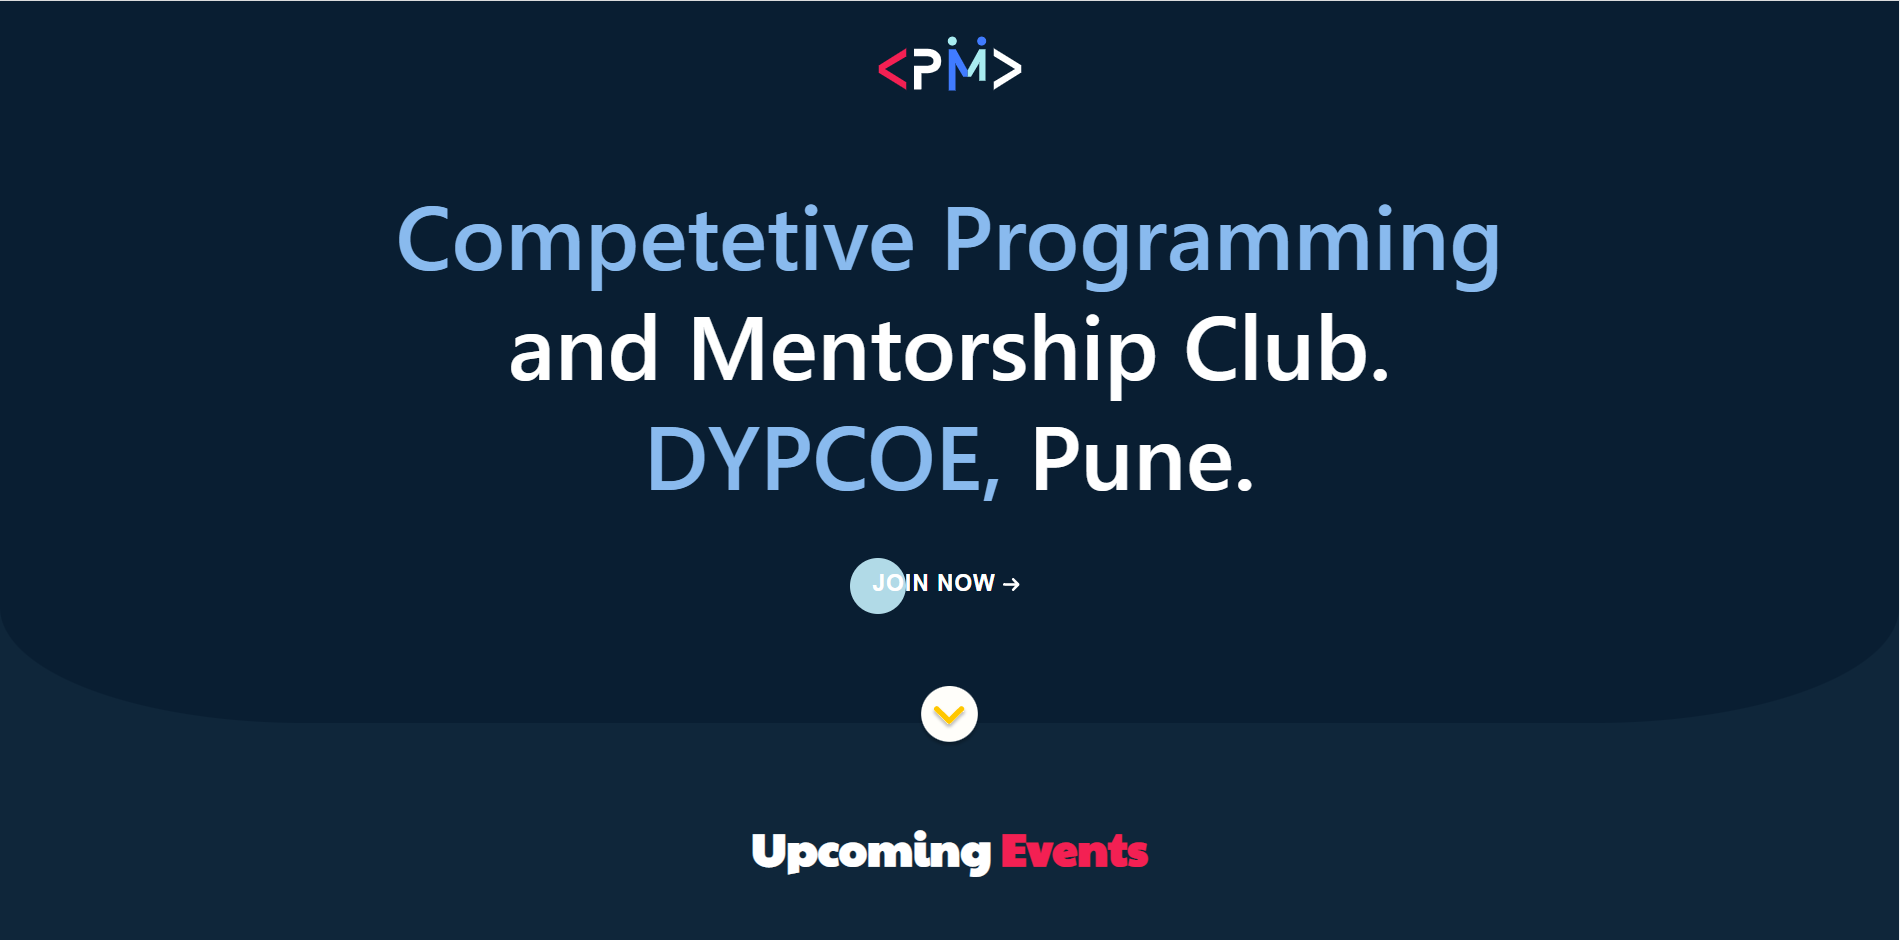 <PM>
Competetive Programming
and Mentorship Club.
DYPCOE, Pune.
JOIN NOW →
Upcoming Events